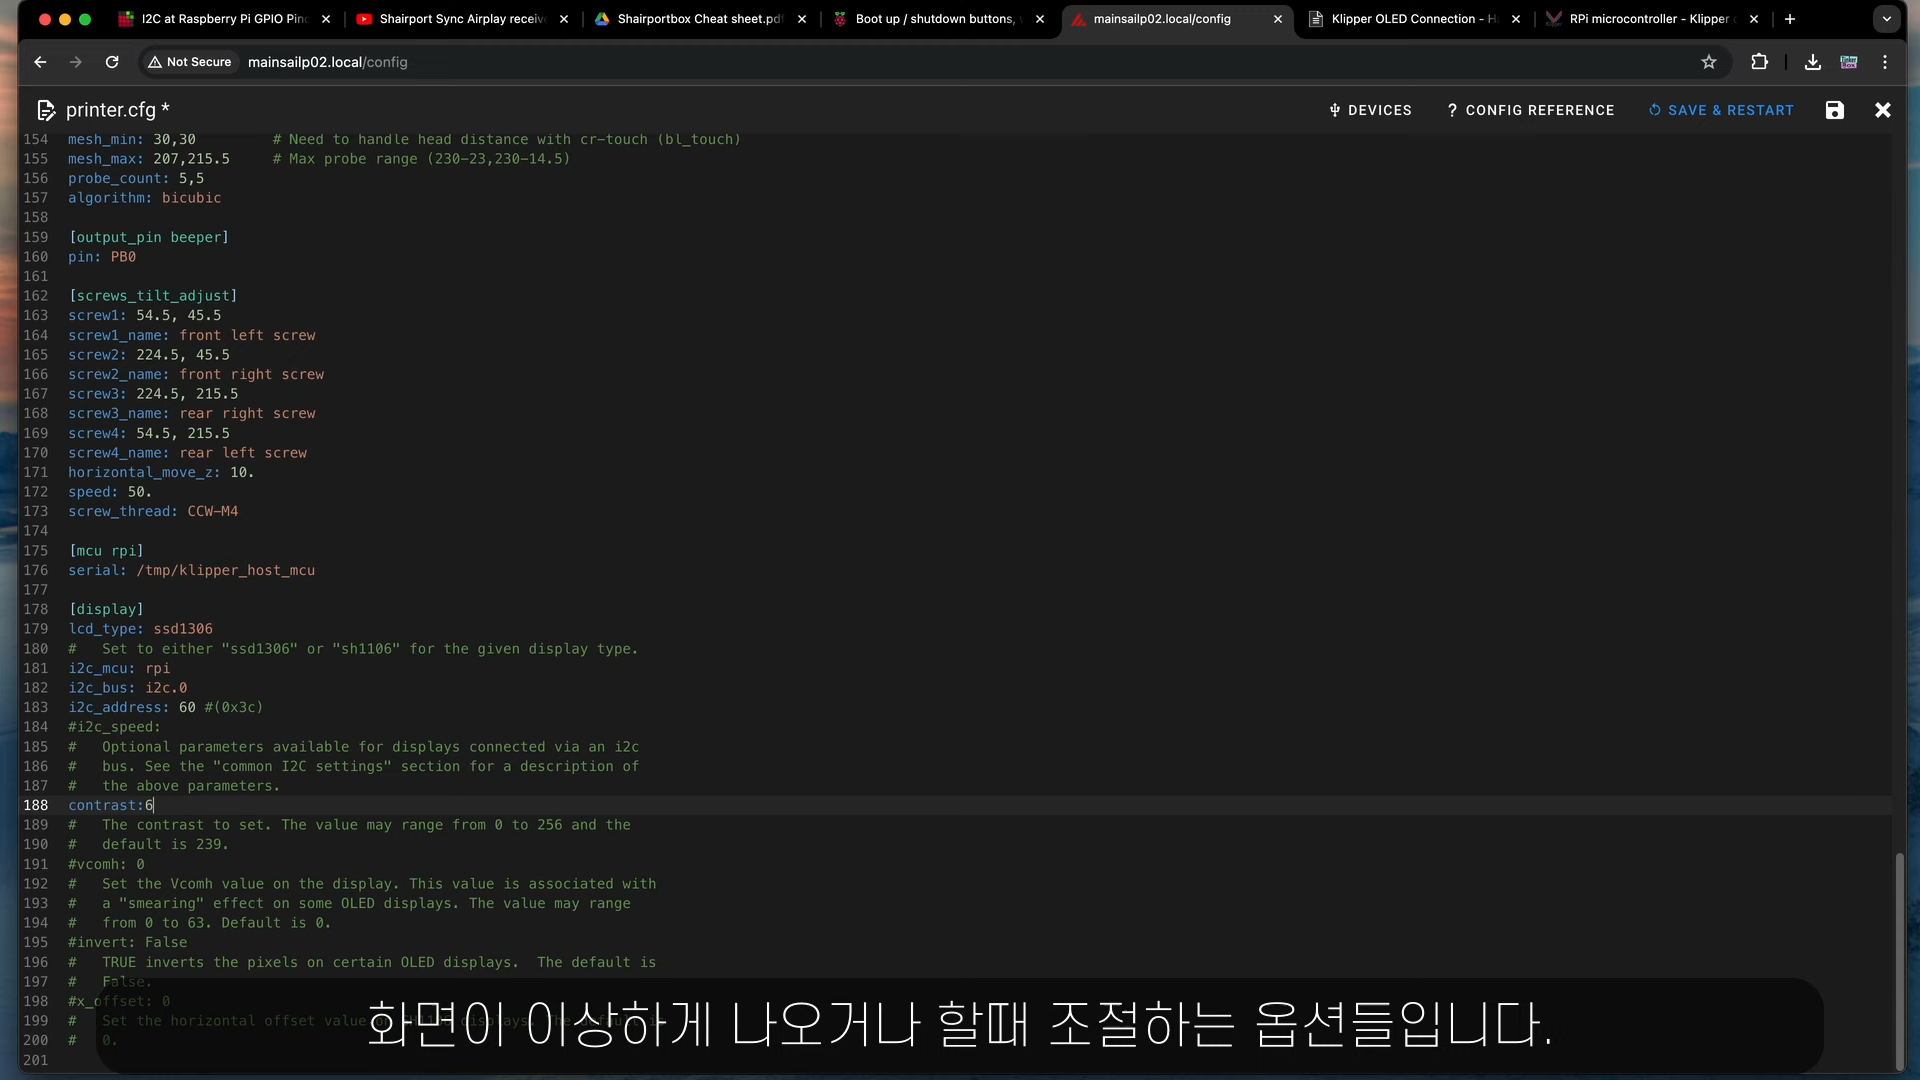 I2C at Raspberry Pi GPIO Pin
Shairport Sync Airplay receive
Shairportbox Cheat sheet.pdf
Boot up / shutdown buttons,
mainsailp02.local/config
Klipper OLED Connection - H
RPi microcontroller - Klipper
Not Secure mainsailp02.local/config
printer.cfg *
DEVICES
? CONFIG REFERENCE
SAVE & RESTART
154 mesh_min: 30,30 # Need to handle head distance with cr-touch (bl_touch)
155 mesh_max: 207,215.5 # Max probe range (230-23,230-14.5)
156 probe_count: 5,5
157 algorithm: bicubic
158
159 [output_pin beeper]
160 pin: PB0
161
162 [screws_tilt_adjust]
163 screw1: 54.5, 45.5
164 screw1_name: front left screw
165 screw2: 224.5, 45.5
166 screw2_name: front right screw
167 screw3: 224.5, 215.5
168 screw3_name: rear right screw
169 screw4: 54.5, 215.5
170 screw4_name: rear left screw
171 horizontal_move_z: 10.
172 speed: 50.
173 screw_thread: CCW-M4
174
175 [mcu rpi]
176 serial: /tmp/klipper_host_mcu
177
178 [display]
179 lcd_type: ssd1306
180 # Set to either "ssd1306" or "sh1106" for the given display type.
181 i2c_mcu: rpi
182 i2c_bus: i2c.0
183 i2c_address: 60 #(0x3c)
184 #i2c_speed:
185 # Optional parameters available for displays connected via an i2c
186 # bus. See the "common I2C settings" section for a description of
187 # the above parameters.
188 contrast:6
189 # The contrast to set. The value may range from 0 to 256 and the
190 # default is 239.
191 #vcomh: 0
192 # Set the Vcomh value on the display. This value is associated with
193 # a "smearing" effect on some OLED displays. The value may range
194 # from 0 to 63. Default is 0.
195 #invert: False
196 # TRUE inverts the pixels on certain OLED displays. The default is
197 # False.
198 #x_offset: 0
199 # Set the horizontal offset value
200 # 0.
201
화면이 이상하게 나오거나 할때 조절하는 옵션들입니다.